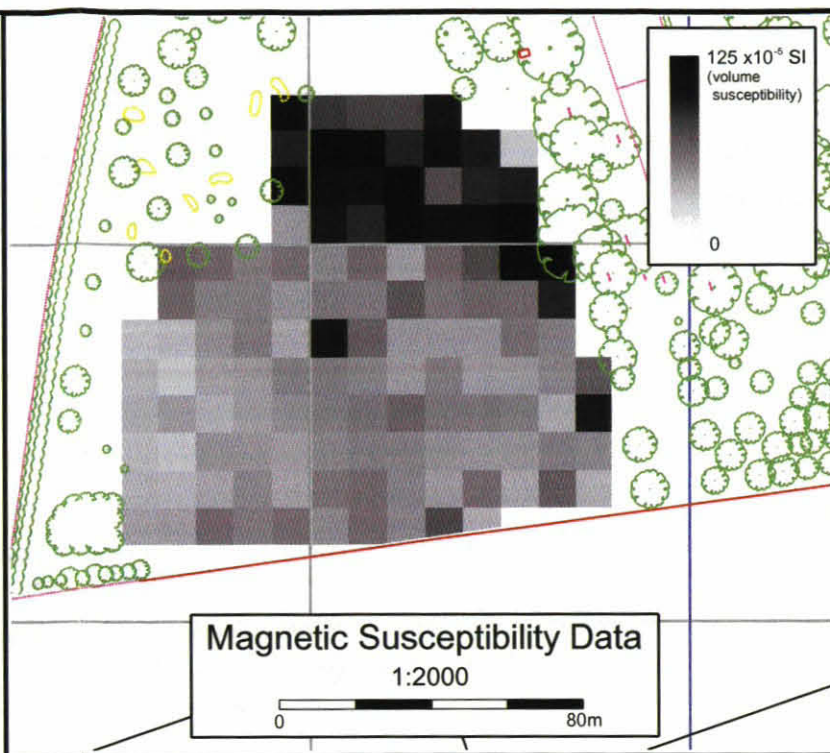 125 x10⁻⁵ SI
(volume
susceptibility)
0
Magnetic Susceptibility Data
1:2000
0 80m